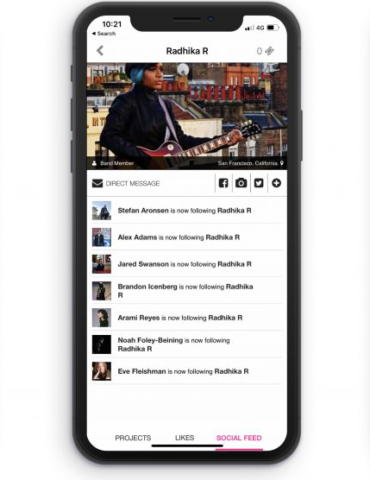 10:21
4G
Search
Radhika R
0
Band Member
San Francisco, California
DIRECT MESSAGE
Stefan Aronsen is now following Radhika R
Alex Adams is now following Radhika R
Jared Swanson is now following Radhika R
Brandon Icenberg is now following Radhika
R
Arami Reyes is now following Radhika R
Noah Foley-Beining is now following
Radhika R
Eve Fleishman is now following Radhika R
PROJECTS
LIKES
SOCIAL FEED